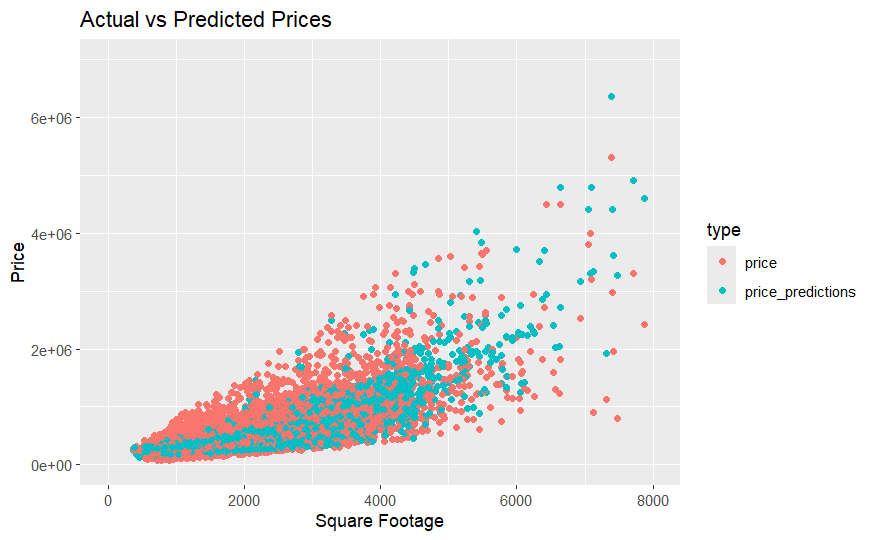 Actual vs Predicted Prices
6e+06
4e+06
2e+06
0e+00
Price
0 2000 4000 6000 8000
Square Footage
type
price
price_predictions